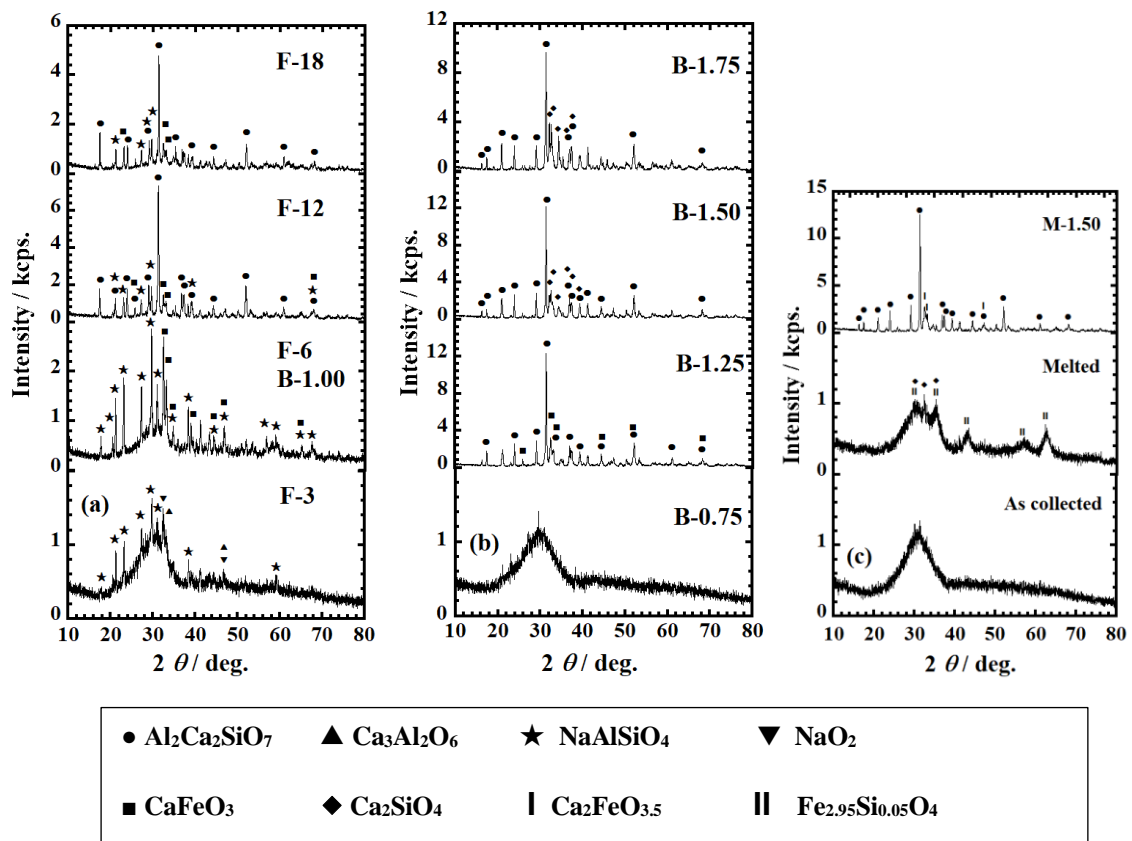 6
4
2
0
F-18
6
4
2
0
F-12
2
1
0
F-6
B-1.00
1
0
F-3
(a)
10 20 30 40 50 60 70 80
2 θ / deg.
Intensity / kcps.
12
8
4
0
B-1.75
12
8
4
0
B-1.50
12
8
4
0
B-1.25
1
0
B-0.75
(b)
10 20 30 40 50 60 70 80
2 θ / deg.
Intensity / kcps.
15
10
5
0
M-1.50
1
0
Melted
1
0
As collected
(c)
10 20 30 40 50 60 70 80
2 θ / deg.
Intensity / kcps.
● Al2Ca2SiO7 ▲ Ca3Al2O6 ★ NaAlSiO4 ▼ NaO2
■ CaFeO3 ◆ Ca2SiO4 I Ca2FeO3.5 II Fe2.95Si0.05O4